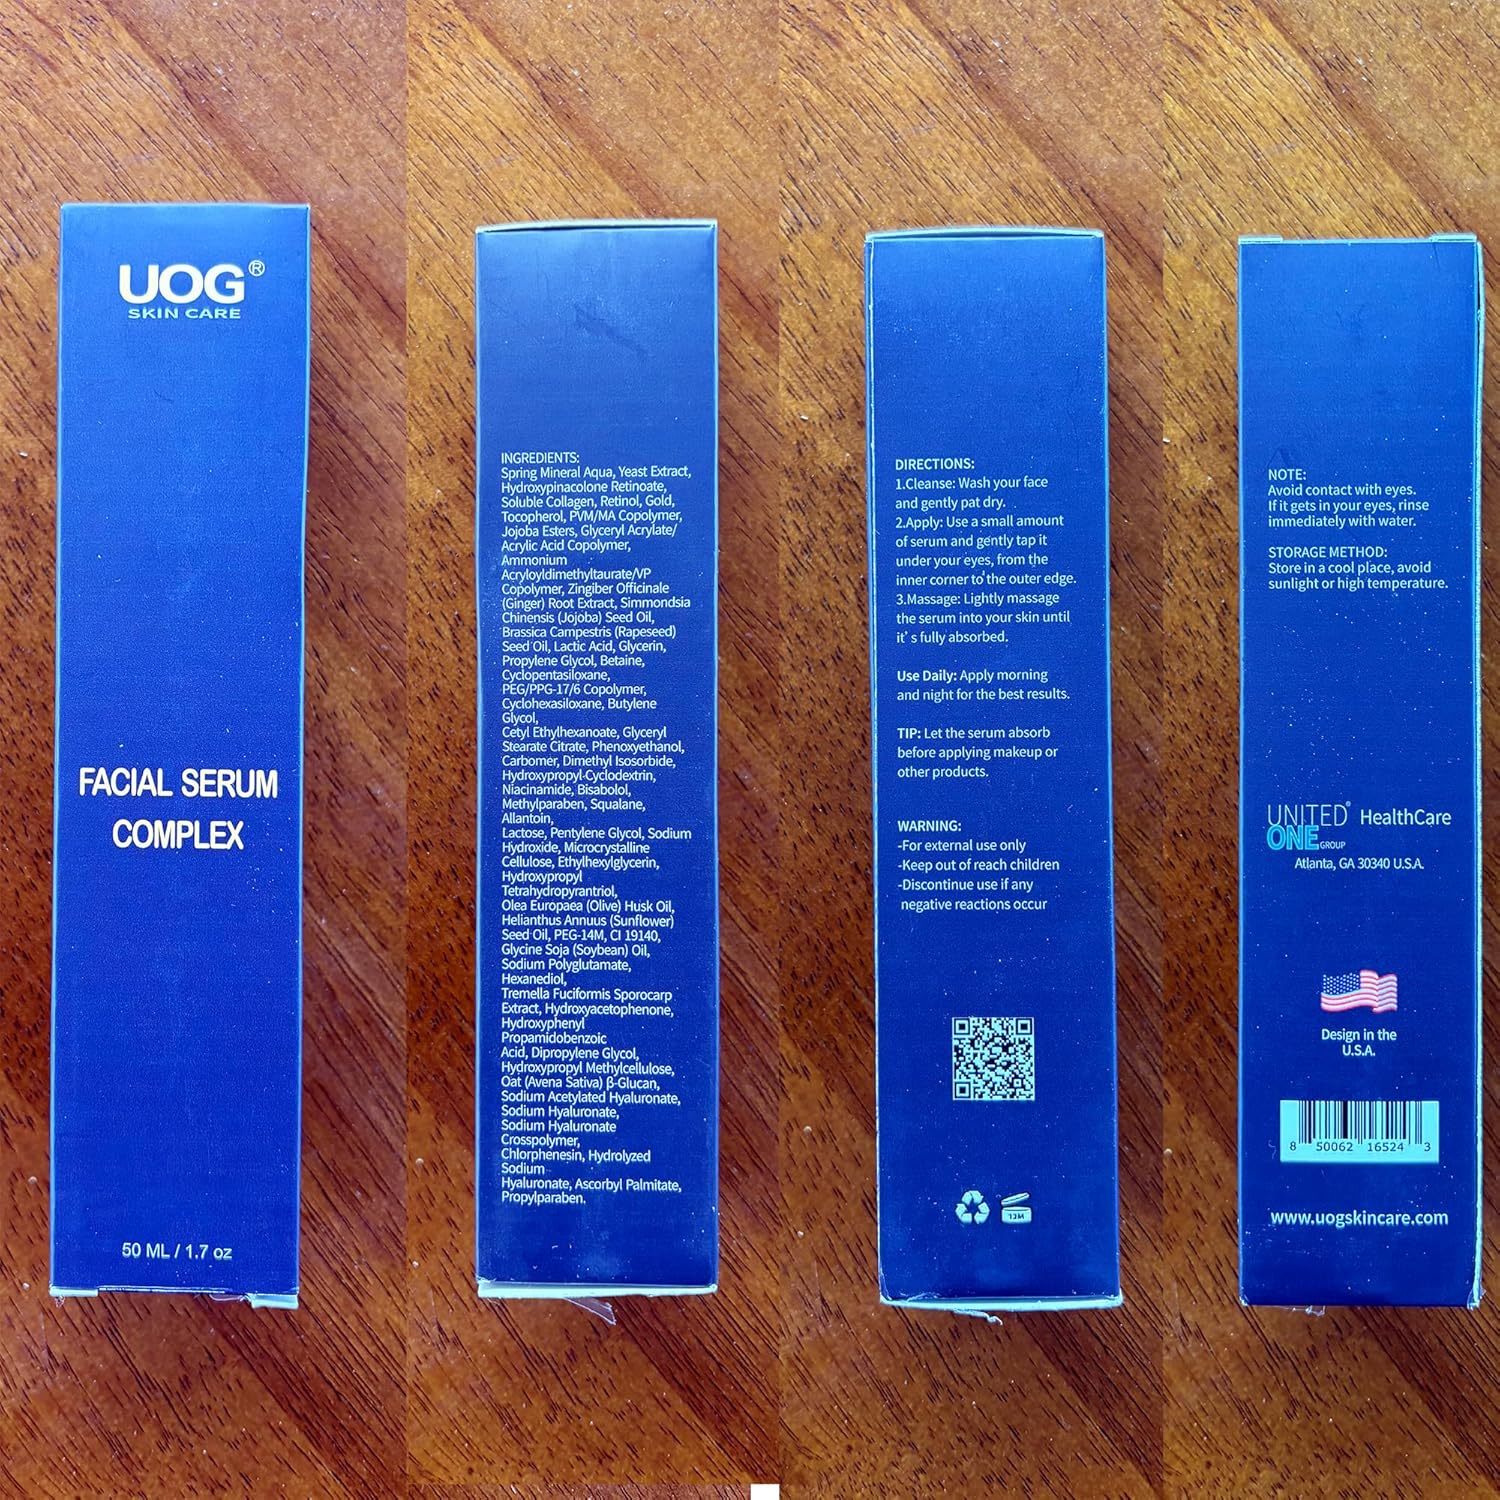 UOG®
SKIN CARE
FACIAL SERUM
COMPLEX
50 ML / 1.7 oz
INGREDIENTS:
Spring Mineral Aqua, Yeast Extract,
Hydroxypinacolone Retinoate,
Soluble Collagen, Retinol, Gold,
Tocopherol, PVM/MA Copolymer,
Jojoba Esters, Glyceryl Acrylate/
Acrylic Acid Copolymer,
Ammonium
Acryloyldimethyltaurate/VP
Copolymer, Zingiber Officinale
(Ginger) Root Extract, Simmondsia
Chinensis (Jojoba) Seed Oil,
Brassica Campestris (Rapeseed)
Seed Oil, Lactic Acid, Glycerin,
Propylene Glycol, Betaine,
Cyclopentasiloxane,
PEG/PPG-17/6 Copolymer,
Cyclohexasiloxane, Butylene
Glycol,
Cetyl Ethylhexanoate, Glyceryl
Stearate Citrate, Phenoxyethanol,
Carbomer, Dimethyl Isosorbide,
Hydroxypropyl-Cyclodextrin,
Niacinamide, Bisabolol,
Methylparaben, Squalane,
Allantoin,
Lactose, Pentylene Glycol, Sodium
Hydroxide, Microcrystalline
Cellulose, Ethylhexylglycerin,
Hydroxypropyl
Tetrahydropyrantriol,
Olea Europaea (Olive) Husk Oil,
Helianthus Annuus (Sunflower)
Seed Oil, PEG-14M, CI 19140,
Glycine Soja (Soybean) Oil,
Sodium Polyglutamate,
Hexanediol,
Tremella Fuciformis Sporocarp
Extract, Hydroxyacetophenone,
Hydroxyphenyl
Propamidobenzoic
Acid, Dipropylene Glycol,
Hydroxypropyl Methylcellulose,
Oat (Avena Sativa) β-Glucan,
Sodium Acetylated Hyaluronate,
Sodium Hyaluronate,
Sodium Hyaluronate
Crosspolymer,
Chlorphenesin, Hydrolyzed
Sodium
Hyaluronate, Ascorbyl Palmitate,
Propylparaben.
DIRECTIONS:
1.Cleanse: Wash your face
and gently pat dry.
2.Apply: Use a small amount
of serum and gently tap it
under your eyes, from the
inner corner to the outer edge.
3.Massage: Lightly massage
the serum into your skin until
it's fully absorbed.
Use Daily: Apply morning
and night for the best results.
TIP: Let the serum absorb
before applying makeup or
other products.
WARNING:
-For external use only
-Keep out of reach children
-Discontinue use if any
negative reactions occur
12M
NOTE:
Avoid contact with eyes.
If it gets in your eyes, rinse
immediately with water.
STORAGE METHOD:
Store in a cool place, avoid
sunlight or high temperature.
UNITED® HealthCare
ONE GROUP
Atlanta, GA 30340 U.S.A.
Design in the
U.S.A.
8 50062 16524 3
www.uogskincare.com